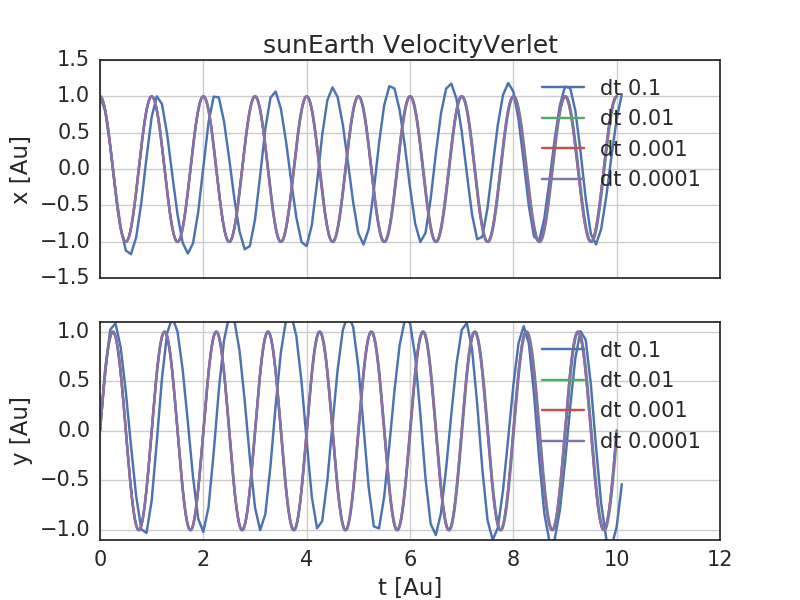 sunEarth VelocityVerlet
1.5
1.0
0.5
0.0
−0.5
−1.0
−1.5
x [Au]
dt 0.1
dt 0.01
dt 0.001
dt 0.0001
1.0
0.5
0.0
−0.5
−1.0
y [Au]
dt 0.1
dt 0.01
dt 0.001
dt 0.0001
0 2 4 6 8 10 12
t [Au]